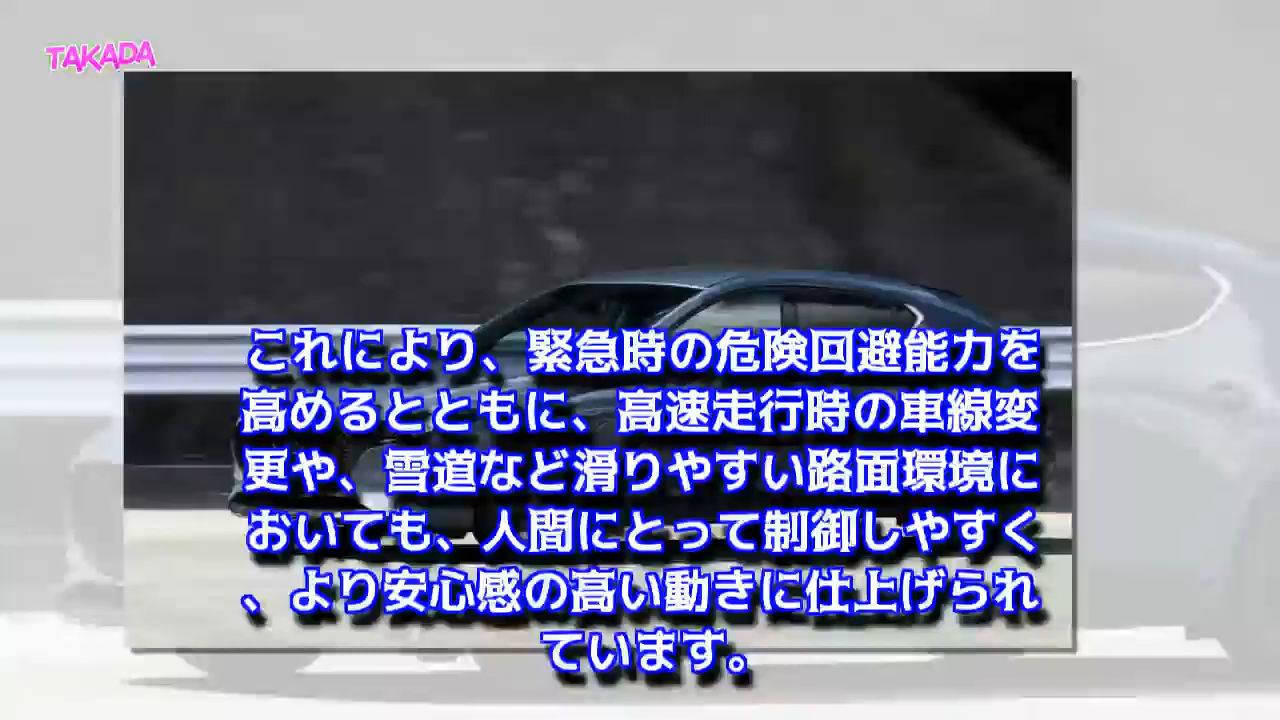 TAKADA
これにより、緊急時の危険回避能力を
高めるとともに、高速走行時の車線変
更や、雪道など滑りやすい路面環境に
おいても、人間にとって制御しやすく
、より安心感の高い動きに仕上げられ
ています。